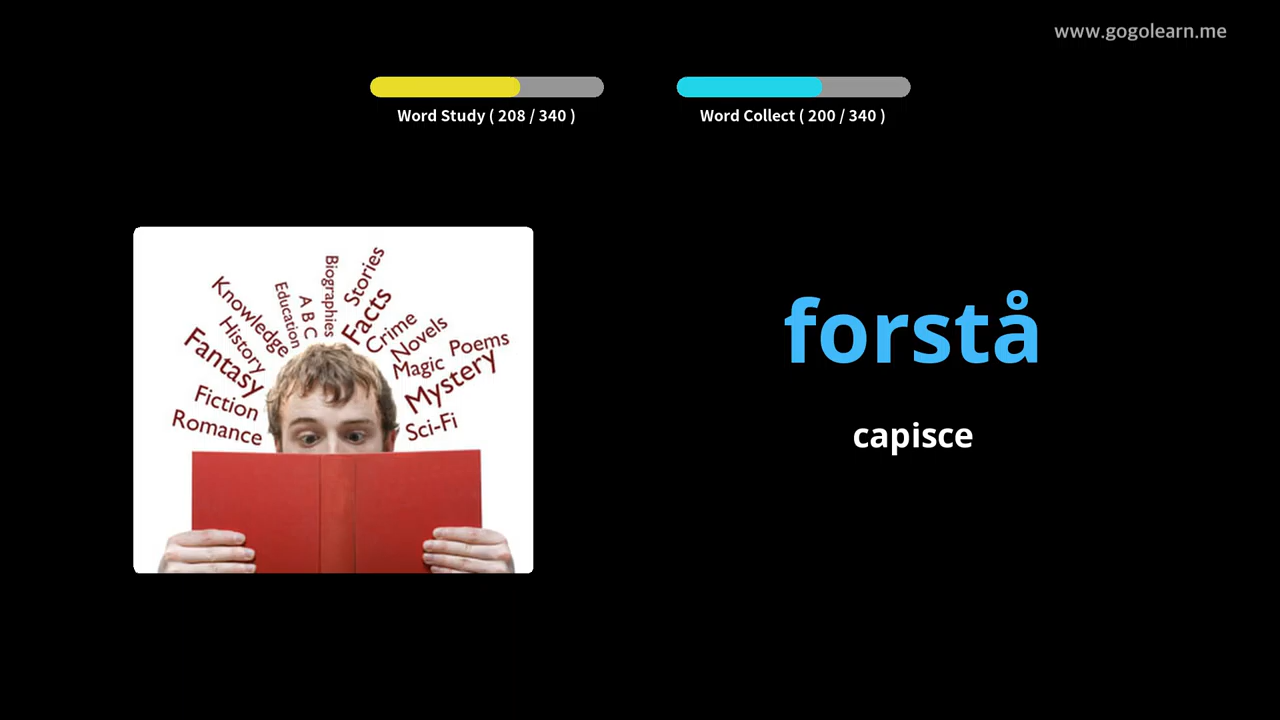 www.gogolearn.me
Word Study ( 208 / 340 )
Word Collect ( 200 / 340 )
Biographies
Stories
Education
A B C
Facts
Knowledge
Crime
History
Novels
Poems
Fantasy
Magic
Mystery
Fiction
Romance
Sci-Fi
forstå
capisce